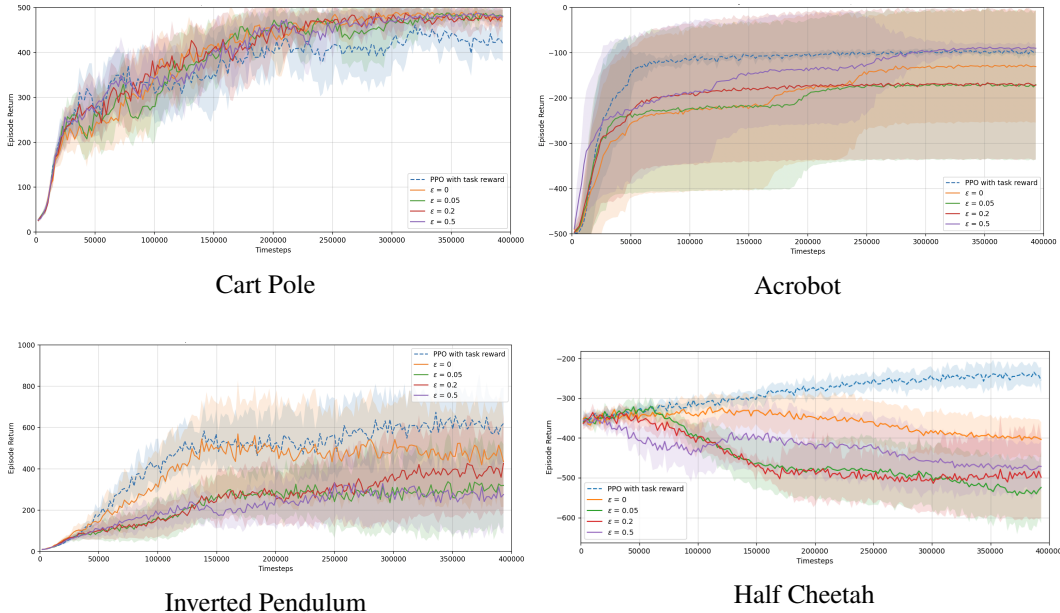 500
400
300
200
100
0
Episode Return
0
50000
100000
150000
200000
250000
300000
350000
400000
Timesteps
PPO with task reward
ε = 0
ε = 0.05
ε = 0.2
ε = 0.5
Cart Pole
0
−100
−200
−300
−400
−500
Episode Return
0
50000
100000
150000
200000
250000
300000
350000
400000
Timesteps
PPO with task reward
ε = 0
ε = 0.05
ε = 0.2
ε = 0.5
Acrobot
1000
800
600
400
200
0
Episode Return
0
50000
100000
150000
200000
250000
300000
350000
400000
Timesteps
PPO with task reward
ε = 0
ε = 0.05
ε = 0.2
ε = 0.5
Inverted Pendulum
−200
−300
−400
−500
−600
Episode Return
0
50000
100000
150000
200000
250000
300000
350000
400000
Timesteps
PPO with task reward
ε = 0
ε = 0.05
ε = 0.2
ε = 0.5
Half Cheetah